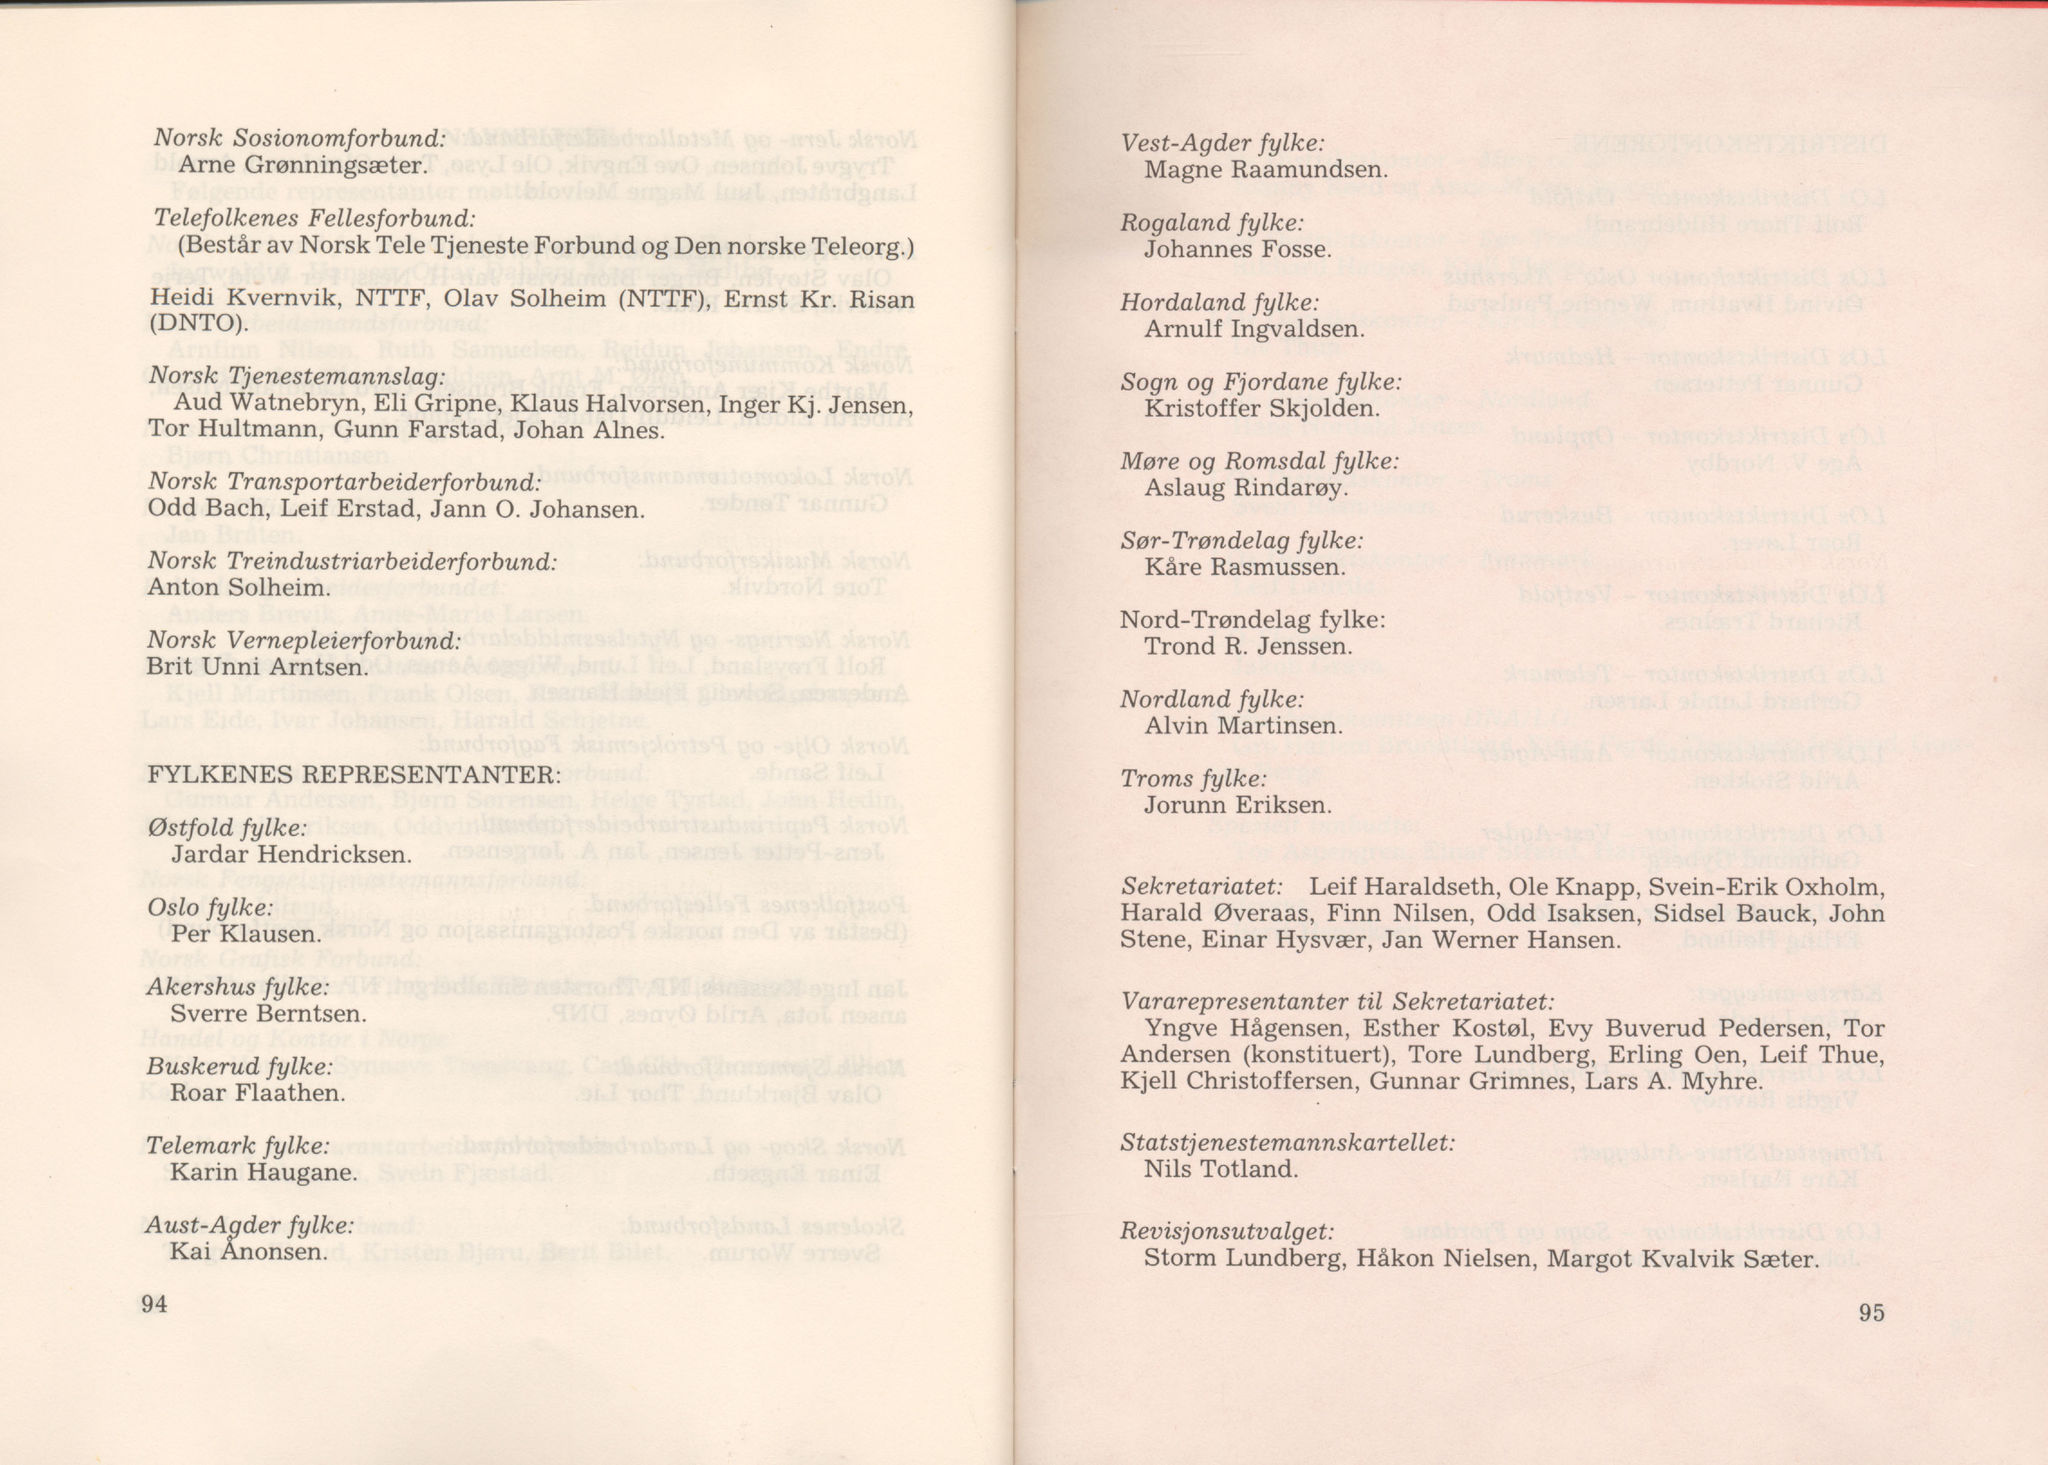 Norsk Sosionomforbund:
Arne Grønningsæter.
Telefolkenes Fellesforbund:
(Består av Norsk Tele Tjeneste Forbund og Den norske Teleorg.)
Heidi Kvernvik, NTTF, Olav Solheim (NTTF), Ernst Kr. Risan
(DNTO).
Norsk Tjenestemannslag:
Aud Watnebryn, Eli Gripne, Klaus Halvorsen, Inger Kj. Jensen,
Tor Hultmann, Gunn Farstad, Johan Alnes.
Norsk Transportarbeiderforbund:
Odd Bach, Leif Erstad, Jann O. Johansen.
Norsk Treindustriarbeiderforbund:
Anton Solheim.
Norsk Vernepleierforbund:
Brit Unni Arntsen.
FYLKENES REPRESENTANTER:
Østfold fylke:
Jardar Hendricksen.
Oslo fylke:
Per Klausen.
Akershus fylke:
Sverre Berntsen.
Buskerud fylke:
Roar Flaathen.
Telemark fylke:
Karin Haugane.
Aust-Agder fylke:
Kai Ånonsen.
94
Vest-Agder fylke:
Magne Raamundsen.
Rogaland fylke:
Johannes Fosse.
Hordaland fylke:
Arnulf Ingvaldsen.
Sogn og Fjordane fylke:
Kristoffer Skjolden.
Møre og Romsdal fylke:
Aslaug Rindarøy.
Sør-Trøndelag fylke:
Kåre Rasmussen.
Nord-Trøndelag fylke:
Trond R. Jenssen.
Nordland fylke:
Alvin Martinsen.
Troms fylke:
Jorunn Eriksen.
Sekretariatet: Leif Haraldseth, Ole Knapp, Svein-Erik Oxholm,
Harald Øveraas, Finn Nilsen, Odd Isaksen, Sidsel Bauck, John
Stene, Einar Hysvær, Jan Werner Hansen.
Vararepresentanter til Sekretariatet:
Yngve Hågensen, Esther Kostøl, Evy Buverud Pedersen, Tor
Andersen (konstituert), Tore Lundberg, Erling Oen, Leif Thue,
Kjell Christoffersen, Gunnar Grimnes, Lars A. Myhre.
Statstjenestemannskartellet:
Nils Totland.
Revisjonsutvalget:
Storm Lundberg, Håkon Nielsen, Margot Kvalvik Sæter.
95